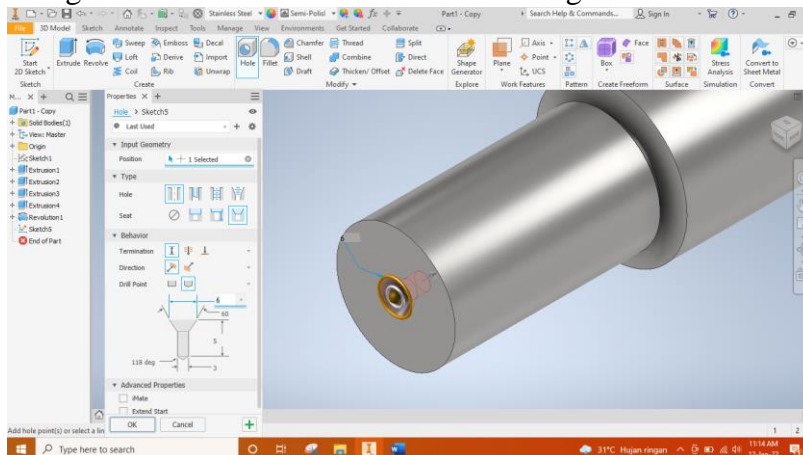 Stainless Steel
Semi-Polisl
fx
Part1 - Copy
Search Help & Commands...
Sign In
File 3D Model Sketch Annotate Inspect Tools Manage View Environments Get Started Collaborate
Start 2D Sketch
Extrude
Revolve
Sweep Emboss Decal
Loft Derive Import
Coil Rib Unwrap
Hole
Fillet
Chamfer Thread Split
Shell Combine Direct
Draft Thicken/ Offset Delete Face
Shape Generator
Plane
Axis
Point
UCS
Box
Face
Stress Analysis
Convert to Sheet Metal
Sketch Create Modify Explore Work Features Pattern Create Freeform Surface Simulation Convert
M... X +
Part1 - Copy
Solid Bodies(1)
View: Master
Origin
Sketch1
Extrusion1
Extrusion2
Extrusion3
Extrusion4
Revolution1
Sketch5
End of Part
Properties X +
Hole > Sketch5
Last Used
Input Geometry
Position 1 Selected
Type
Hole
Seat
Behavior
Termination
Direction
Drill Point
6
60
5
118 deg
3
Advanced Properties
iMate
Extend Start
OK Cancel
6
Add hole point(s) or select a lin
1 2
Type here to search
31°C Hujan ringan
11:14 AM